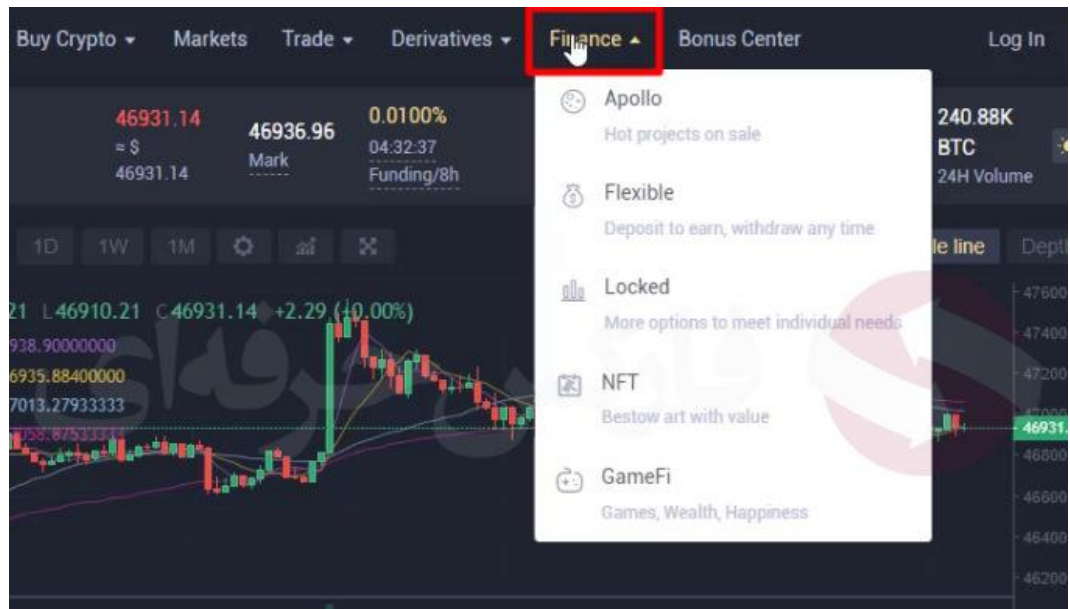 Buy Crypto Markets Trade Derivatives Finance Bonus Center Log In
46931.14
≈ $
46931.14
46936.96
Mark
0.0100%
04:32:37
Funding/8h
240.88K
BTC
24H Volume
Apollo
Hot projects on sale
Flexible
Deposit to earn, withdraw any time
Locked
More options to meet individual needs
NFT
Bestow art with value
GameFi
Games, Wealth, Happiness
1D 1W 1M
le line Depth
21 L 46910.21 C 46931.14 +2.29 (+0.00%)
938.90000000
6935.88400000
7013.27933333
47600
47400
47200
47000
46931.
46800
46600
46400
46200